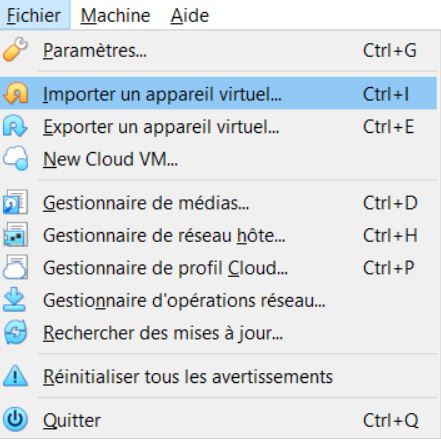 Fichier Machine Aide
Paramètres... Ctrl+G
Importer un appareil virtuel... Ctrl+I
Exporter un appareil virtuel... Ctrl+E
New Cloud VM...
Gestionnaire de médias... Ctrl+D
Gestionnaire de réseau hôte... Ctrl+H
Gestionnaire de profil Cloud... Ctrl+P
Gestionnaire d'opérations réseau...
Rechercher des mises à jour...
Réinitialiser tous les avertissements
Quitter Ctrl+Q